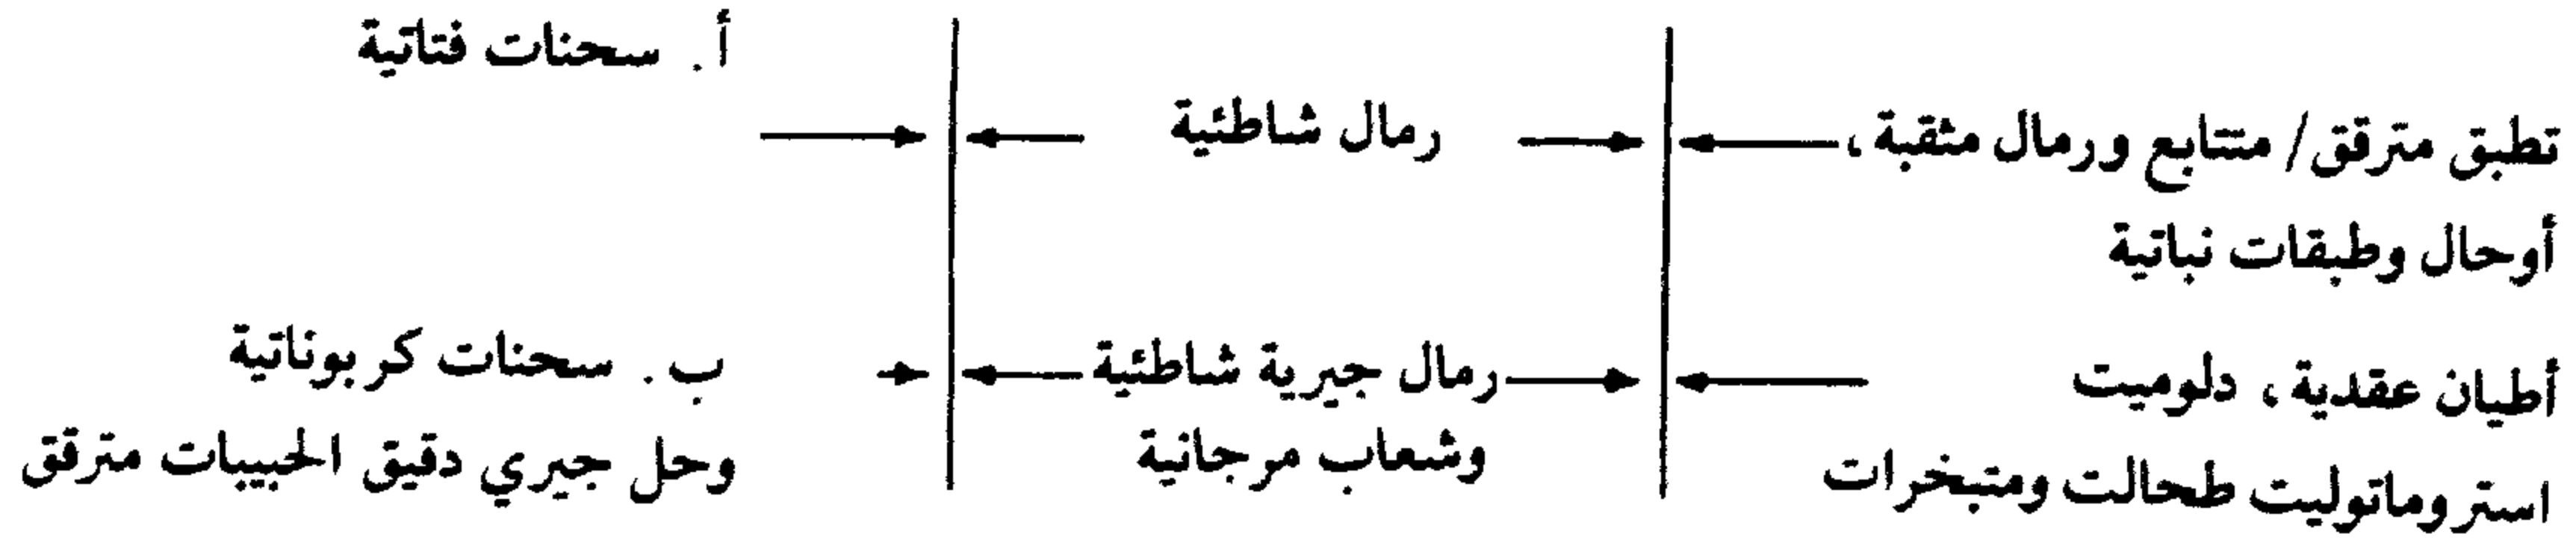 أ. سحنات فتاتية
تطبق مترقق/ متتابع ورمال مثقبة،
رمال شاطئية
أوحال وطبقات نباتية
أطيان عقدية، دلوميت
رمال جيرية شاطئية
ب. سحنات كربوناتية
استروماتوليت طحالت ومتبخرات
وشعاب مرجانية
وحل جيري دقيق الحبيبات مترقق